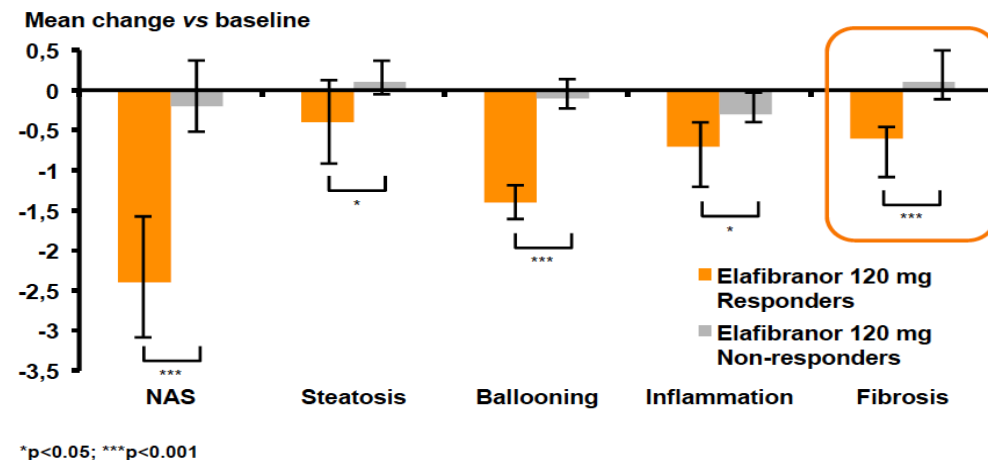 Mean change vs baseline
0,5
0
-0,5
-1
-1,5
-2
-2,5
-3
-3,5
***
*
***
*
***
Elafibranor 120 mg
Responders
Elafibranor 120 mg
Non-responders
NAS Steatosis Ballooning Inflammation Fibrosis
*p<0.05; ***p<0.001